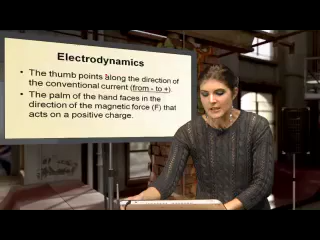 Electrodynamics
• The thumb points along the direction of
the conventional current (from - to +).
• The palm of the hand faces in the
direction of the magnetic force (F) that
acts on a positive charge.